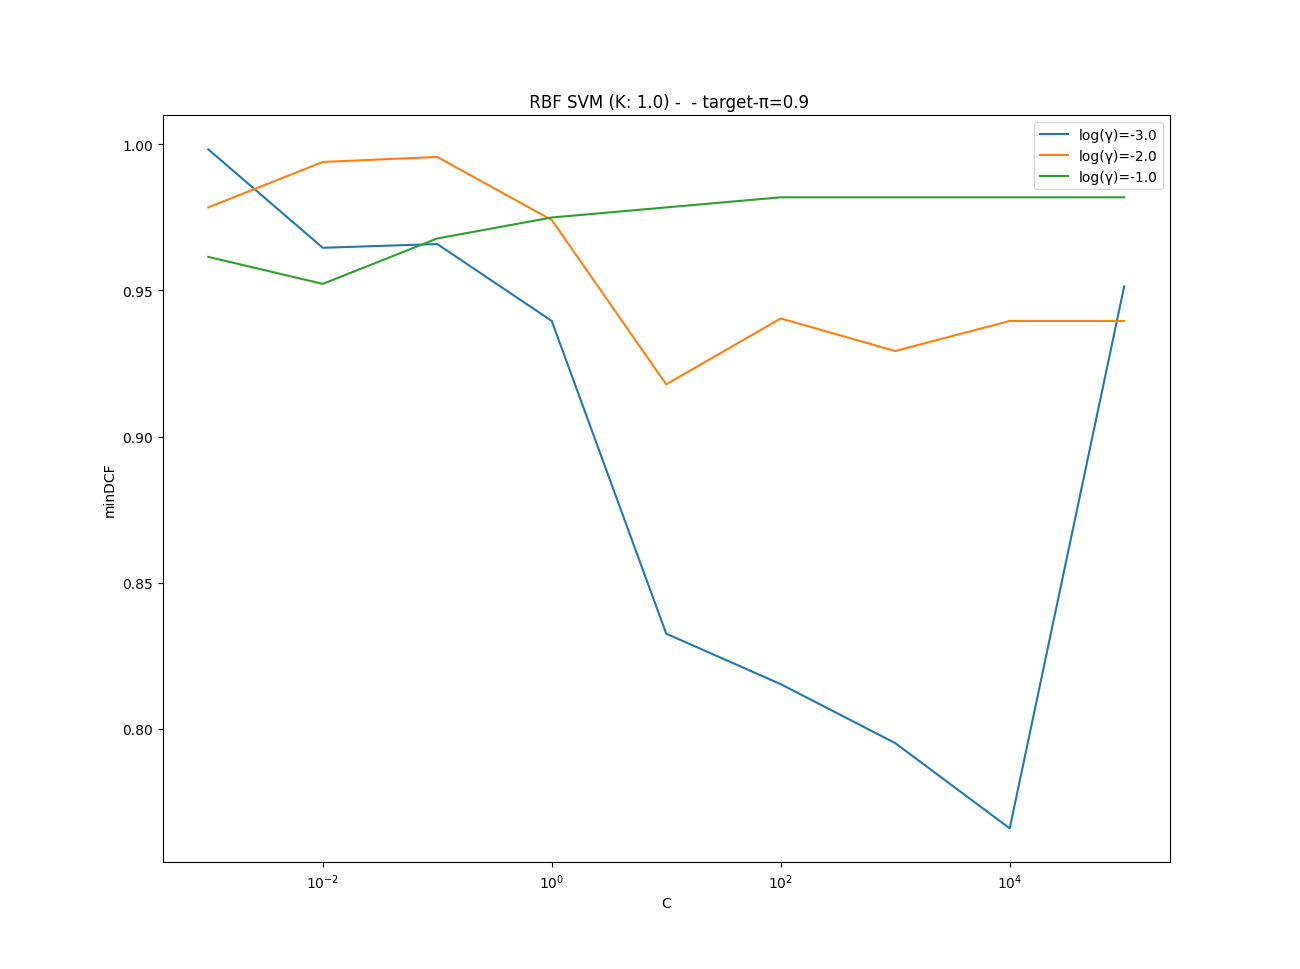 RBF SVM (K: 1.0) -  - target-π=0.9
log(γ)=-3.0
log(γ)=-2.0
log(γ)=-1.0
1.00
0.95
0.90
0.85
0.80
minDCF
10⁻² 10⁰ 10² 10⁴
C